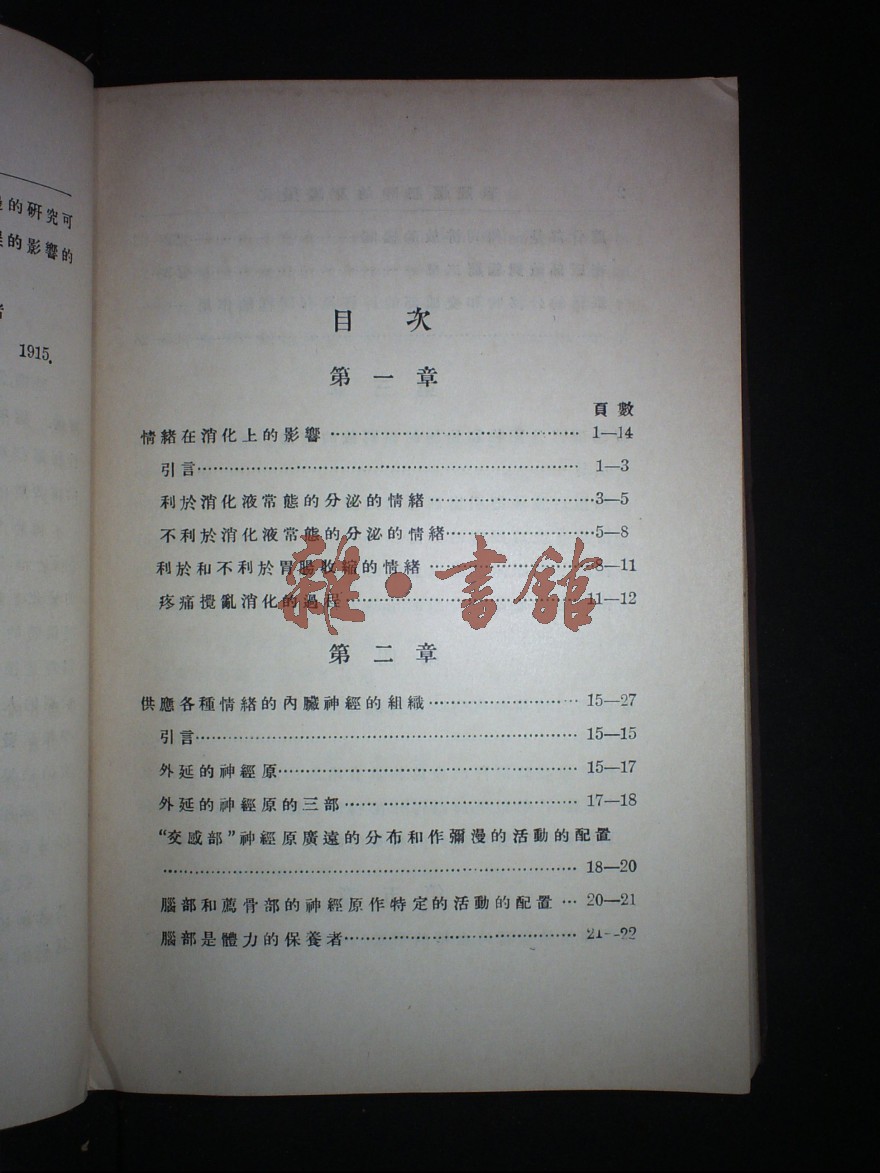 的研究可
的影響的
1915.
目 次
第 一 章
頁 數
情緒在消化上的影響 ………………………………… 1—14
引言…………………………………………………… 1—3
利於消化液常態的分泌的情緒……………………3—5
不利於消化液常態的分泌的情緒…………………5—8
利於和不利於胃腸收縮的情緒 ……………………8—11
疼痛攪亂消化的過程………………………………11—12
雜·書館
第 二 章
供應各種情緒的內臟神經的組織…………………… 15—27
引言…………………………………………………… 15—15
外延的神經原………………………………………… 15—17
外延的神經原的三部…… ………………………… 17—18
“交感部”神經原廣遠的分布和作彌漫的活動的配置
………………………………………………………… 18—20
腦部和薦骨部的神經原作特定的活動的配置 … 20—21
腦部是體力的保養者………………………………… 21—22